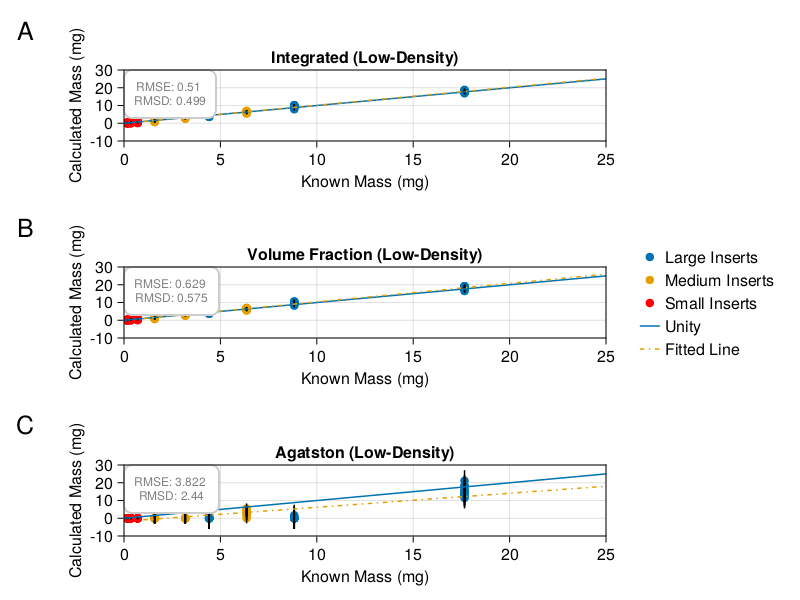 A
Integrated (Low-Density)
Calculated Mass (mg)
30
20
10
0
-10
RMSE: 0.51
RMSD: 0.499
0 5 10 15 20 25
Known Mass (mg)
B
Volume Fraction (Low-Density)
Calculated Mass (mg)
30
20
10
0
-10
RMSE: 0.629
RMSD: 0.575
0 5 10 15 20 25
Known Mass (mg)
Large Inserts
Medium Inserts
Small Inserts
Unity
Fitted Line
C
Agatston (Low-Density)
Calculated Mass (mg)
30
20
10
0
-10
RMSE: 3.822
RMSD: 2.44
0 5 10 15 20 25
Known Mass (mg)